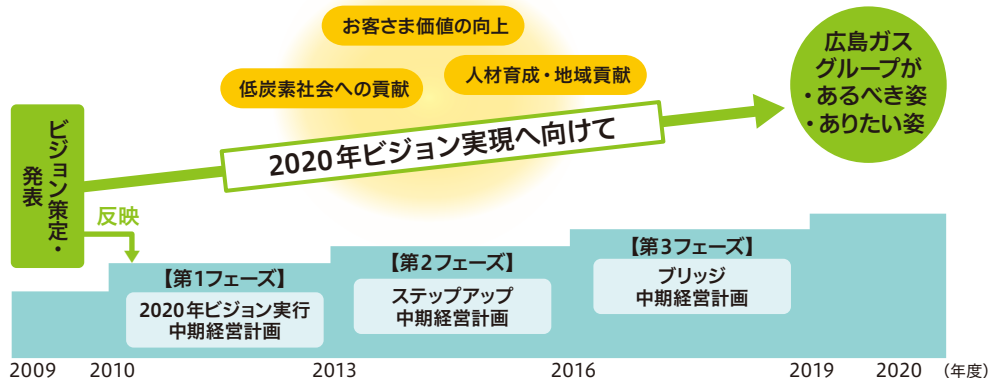 お客さま価値の向上
低炭素社会への貢献
人材育成・地域貢献
広島ガス
グループが
・あるべき姿
・ありたい姿
2020年ビジョン実現へ向けて
ビジョン策定・
発表
反映
【第1フェーズ】
2020年ビジョン実行
中期経営計画
【第2フェーズ】
ステップアップ
中期経営計画
【第3フェーズ】
ブリッジ
中期経営計画
2009 2010 2013 2016 2019 2020 (年度)